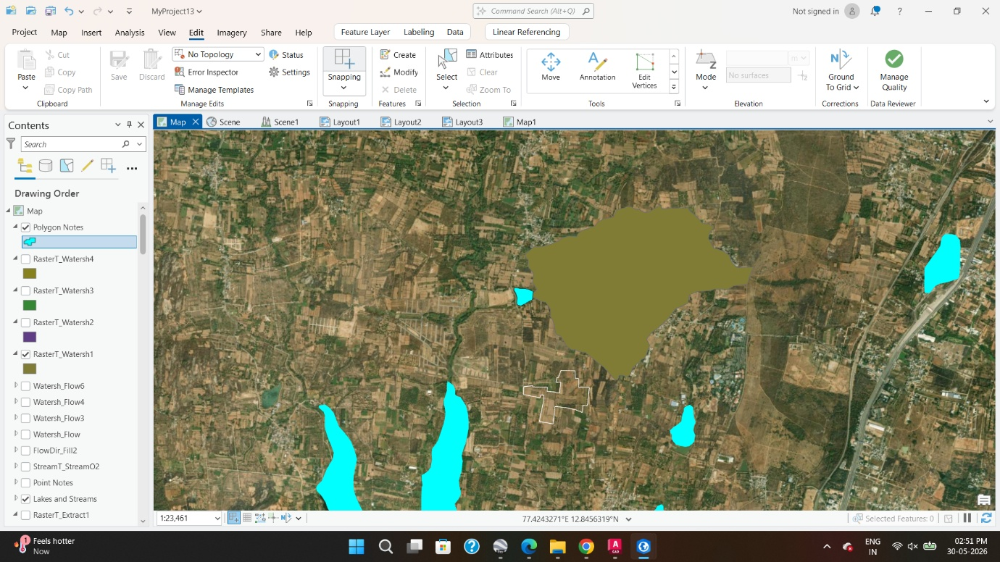 MyProject13
Command Search (Alt+Q)
Not signed in
Project Map Insert Analysis View Edit Imagery Share Help Feature Layer Labeling Data Linear Referencing
Paste
Cut
Copy
Copy Path
Clipboard
Save
Discard
No Topology
Error Inspector
Manage Templates
Status
Settings
Manage Edits
Snapping
Snapping
Create
Modify
Delete
Features
Select
Attributes
Clear
Zoom To
Selection
Move
Annotation
Edit
Vertices
Tools
Mode
m
No surfaces
Elevation
Ground
To Grid
Corrections
Manage
Quality
Data Reviewer
Contents
Search
Drawing Order
Map
Polygon Notes
RasterT_Watersh4
RasterT_Watersh3
RasterT_Watersh2
RasterT_Watersh1
Watersh_Flow6
Watersh_Flow4
Watersh_Flow3
Watersh_Flow
FlowDir_Fill2
StreamT_StreamO2
Point Notes
Lakes and Streams
RasterT_Extract1
Map Scene Scene1 Layout1 Layout2 Layout3 Map1
1:23,461
77.4243271°E 12.8456319°N
Selected Features: 0
1
Feels hotter
Now
ENG
IN
02:51 PM
30-05-2026